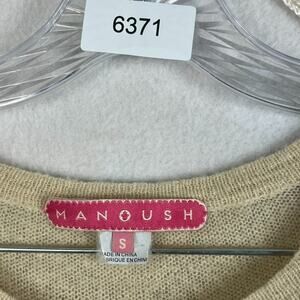 6371
MANOUSH
S
MADE IN CHINA
FABRIQUE EN CHINE